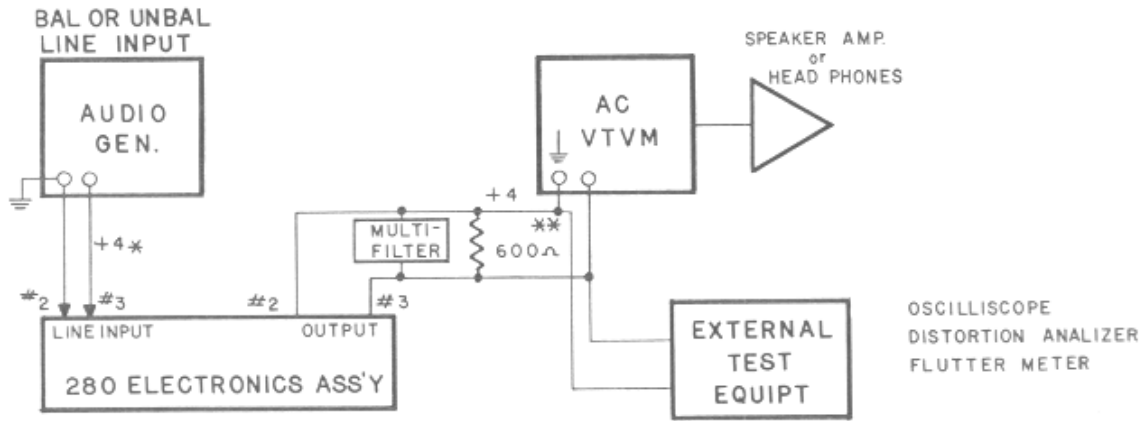 BAL OR UNBAL
LINE INPUT
AUDIO
GEN.
+4*
#2
#3
LINE INPUT
OUTPUT
280 ELECTRONICS ASS'Y
#2
#3
MULTI-
FILTER
+4
**
600Ω
AC
VTVM
SPEAKER AMP.
or
HEAD PHONES
EXTERNAL
TEST
EQUIPT
OSCILLISCOPE
DISTORTION ANALIZER
FLUTTER METER